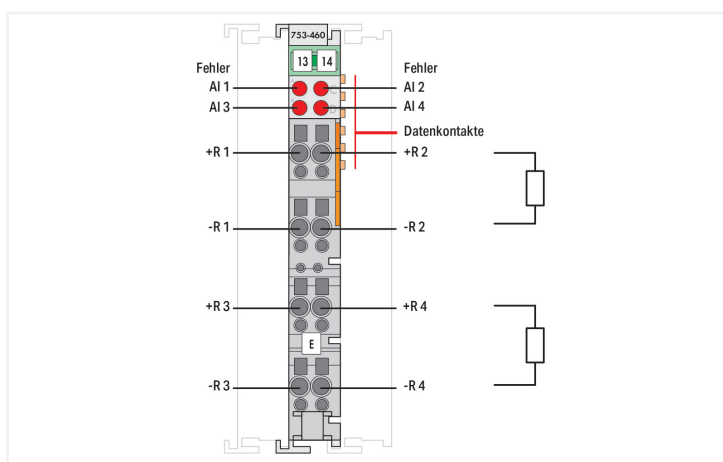 753-460
13 14
Fehler Fehler
AI 1 C AI 2
AI 3 D AI 4
Datenkontakte
+R 1 +R 2
-R 1 -R 2
+R 3 +R 4
E
-R 3 -R 4